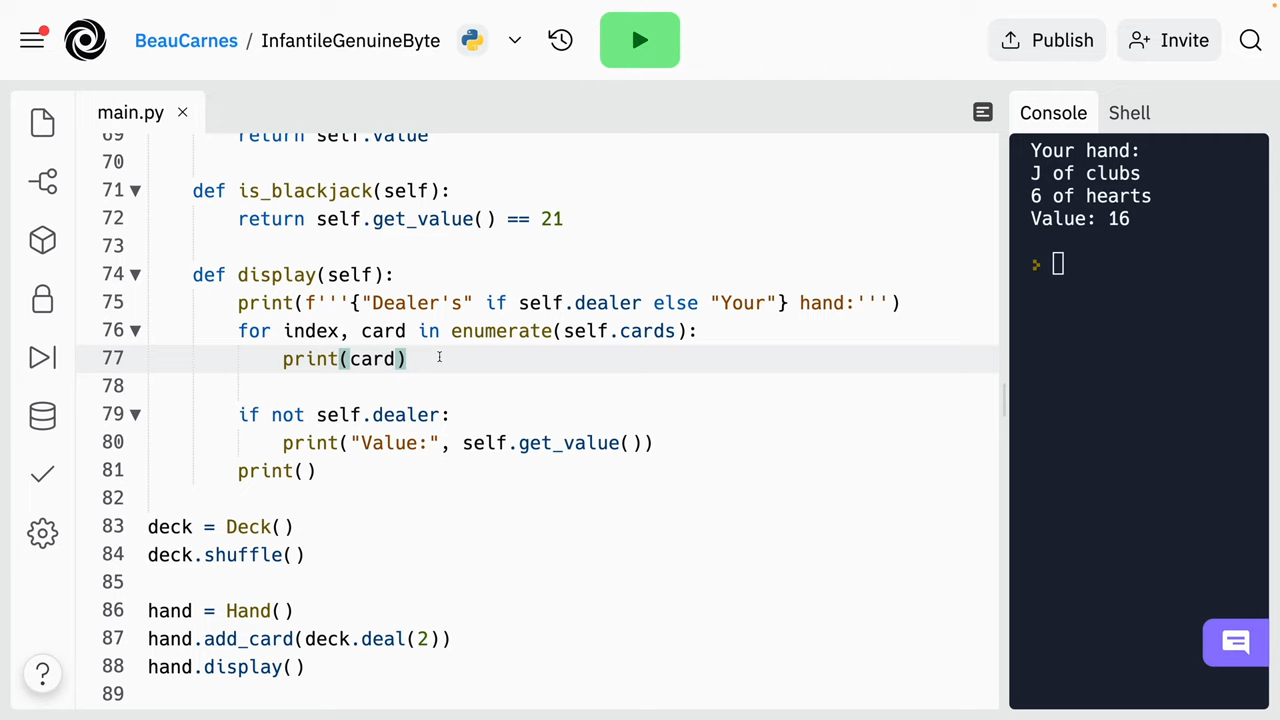 BeauCarnes / InfantileGenuineByte
Publish
Invite
main.py
Console
Shell
69 return self.value
70
71 def is_blackjack(self):
72 return self.get_value() == 21
73
74 def display(self):
75 print(f'''{"Dealer's" if self.dealer else "Your"} hand:''')
76 for index, card in enumerate(self.cards):
77 print(card)
78
79 if not self.dealer:
80 print("Value:", self.get_value())
81 print()
82
83 deck = Deck()
84 deck.shuffle()
85
86 hand = Hand()
87 hand.add_card(deck.deal(2))
88 hand.display()
89
Your hand:
J of clubs
6 of hearts
Value: 16
?